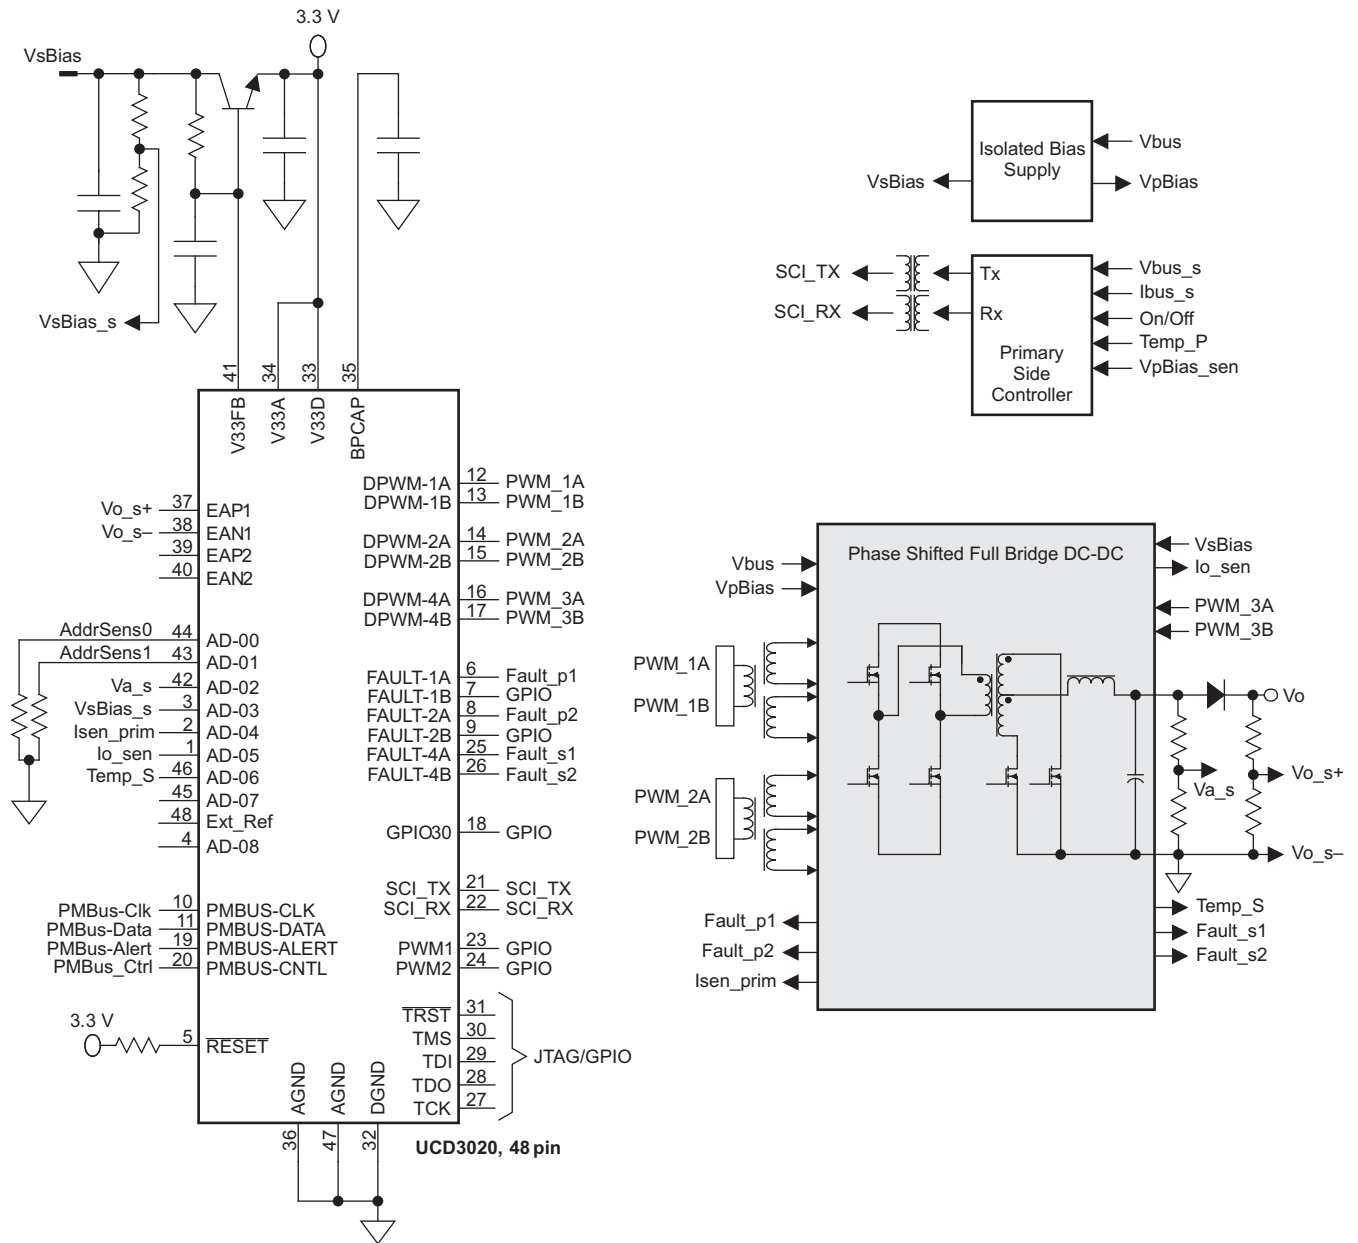 3.3 V
VsBias
VsBias_s
41
34
33
35
V33FB
V33A
V33D
BPCAP
Vo_s+ 37 EAP1
Vo_s– 38 EAN1
39 EAP2
40 EAN2
AddrSens0 44 AD-00
AddrSens1 43 AD-01
Va_s 42 AD-02
VsBias_s 3 AD-03
Isen_prim 2 AD-04
Io_sen 1 AD-05
Temp_S 46 AD-06
45 AD-07
48 Ext_Ref
4 AD-08
PMBus-Clk 10 PMBUS-CLK
PMBus-Data 11 PMBUS-DATA
PMBus-Alert 19 PMBUS-ALERT
PMBus_Ctrl 20 PMBUS-CNTL
3.3 V
5 RESET
DPWM-1A 12 PWM_1A
DPWM-1B 13 PWM_1B
DPWM-2A 14 PWM_2A
DPWM-2B 15 PWM_2B
DPWM-4A 16 PWM_3A
DPWM-4B 17 PWM_3B
FAULT-1A 6 Fault_p1
FAULT-1B 7 GPIO
FAULT-2A 8 Fault_p2
FAULT-2B 9 GPIO
FAULT-4A 25 Fault_s1
FAULT-4B 26 Fault_s2
GPIO30 18 GPIO
SCI_TX 21 SCI_TX
SCI_RX 22 SCI_RX
PWM1 23 GPIO
PWM2 24 GPIO
TRST 31
TMS 30
TDI 29
TDO 28
TCK 27
JTAG/GPIO
AGND
AGND
DGND
36
47
32
UCD3020, 48 pin
Isolated Bias
Supply
Vbus
VsBias
VpBias
SCI_TX
Tx
SCI_RX
Rx
Primary
Side
Controller
Vbus_s
Ibus_s
On/Off
Temp_P
VpBias_sen
Phase Shifted Full Bridge DC-DC
Vbus
VpBias
PWM_1A
PWM_1B
PWM_2A
PWM_2B
Fault_p1
Fault_p2
Isen_prim
VsBias
Io_sen
PWM_3A
PWM_3B
Vo
Vo_s+
Va_s
Vo_s–
Temp_S
Fault_s1
Fault_s2